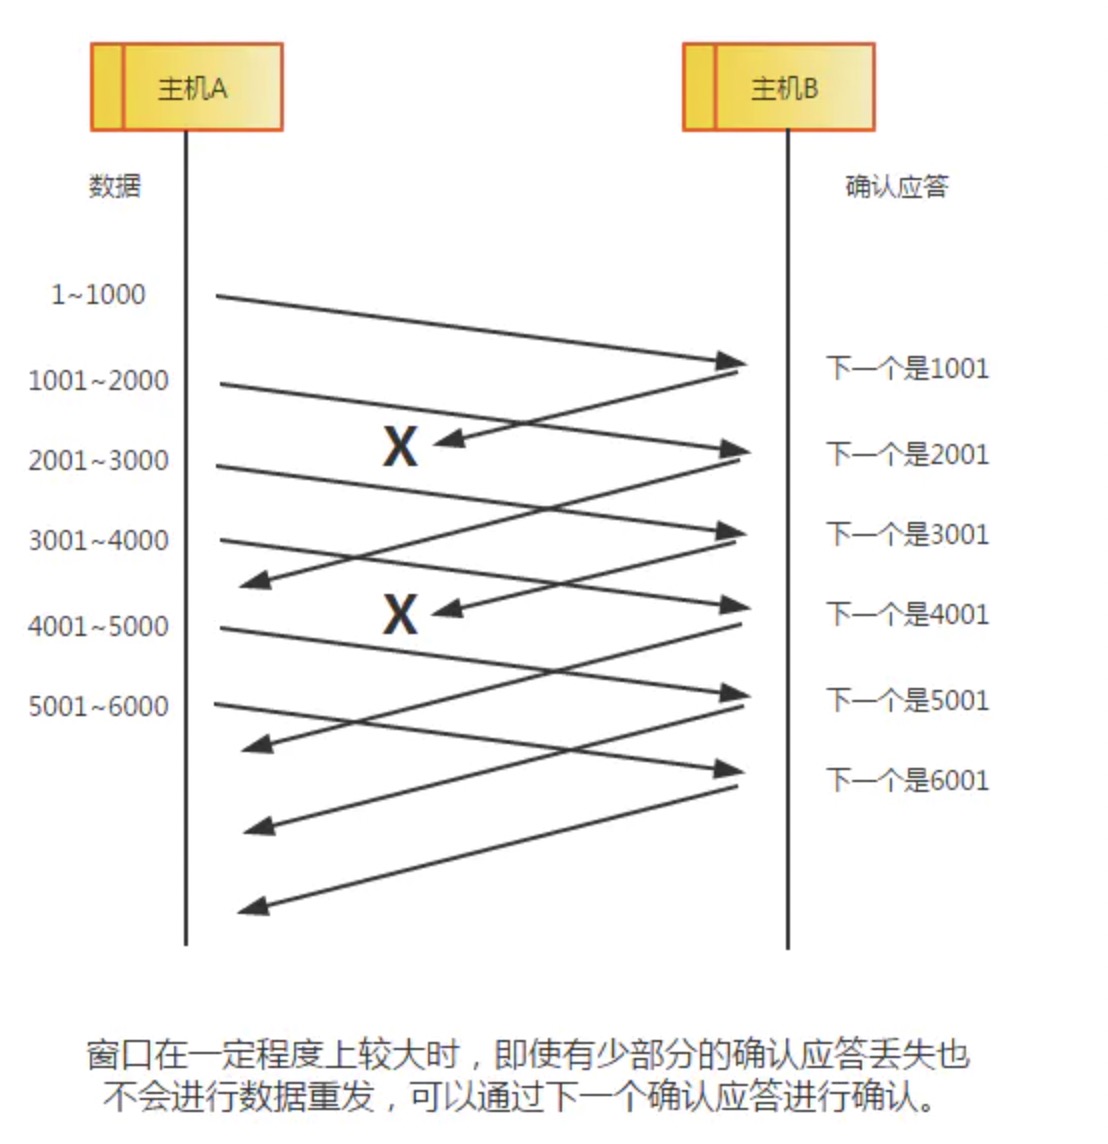 主机A
主机B
数据
确认应答
1~1000
下一个是1001
1001~2000
X
下一个是2001
2001~3000
下一个是3001
3001~4000
X
下一个是4001
4001~5000
下一个是5001
5001~6000
下一个是6001
窗口在一定程度上较大时，即使有少部分的确认应答丢失也
不会进行数据重发，可以通过下一个确认应答进行确认。